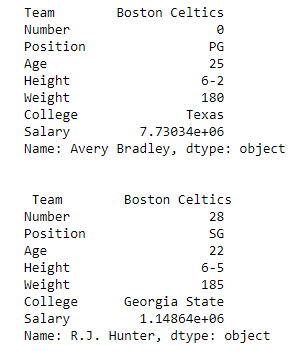 Team        Boston Celtics
Number                   0
Position                PG
Age                     25
Height                 6-2
Weight                 180
College              Texas
Salary         7.73034e+06
Name: Avery Bradley, dtype: object
Team        Boston Celtics
Number                  28
Position                SG
Age                     22
Height                 6-5
Weight                 185
College      Georgia State
Salary         1.14864e+06
Name: R.J. Hunter, dtype: object